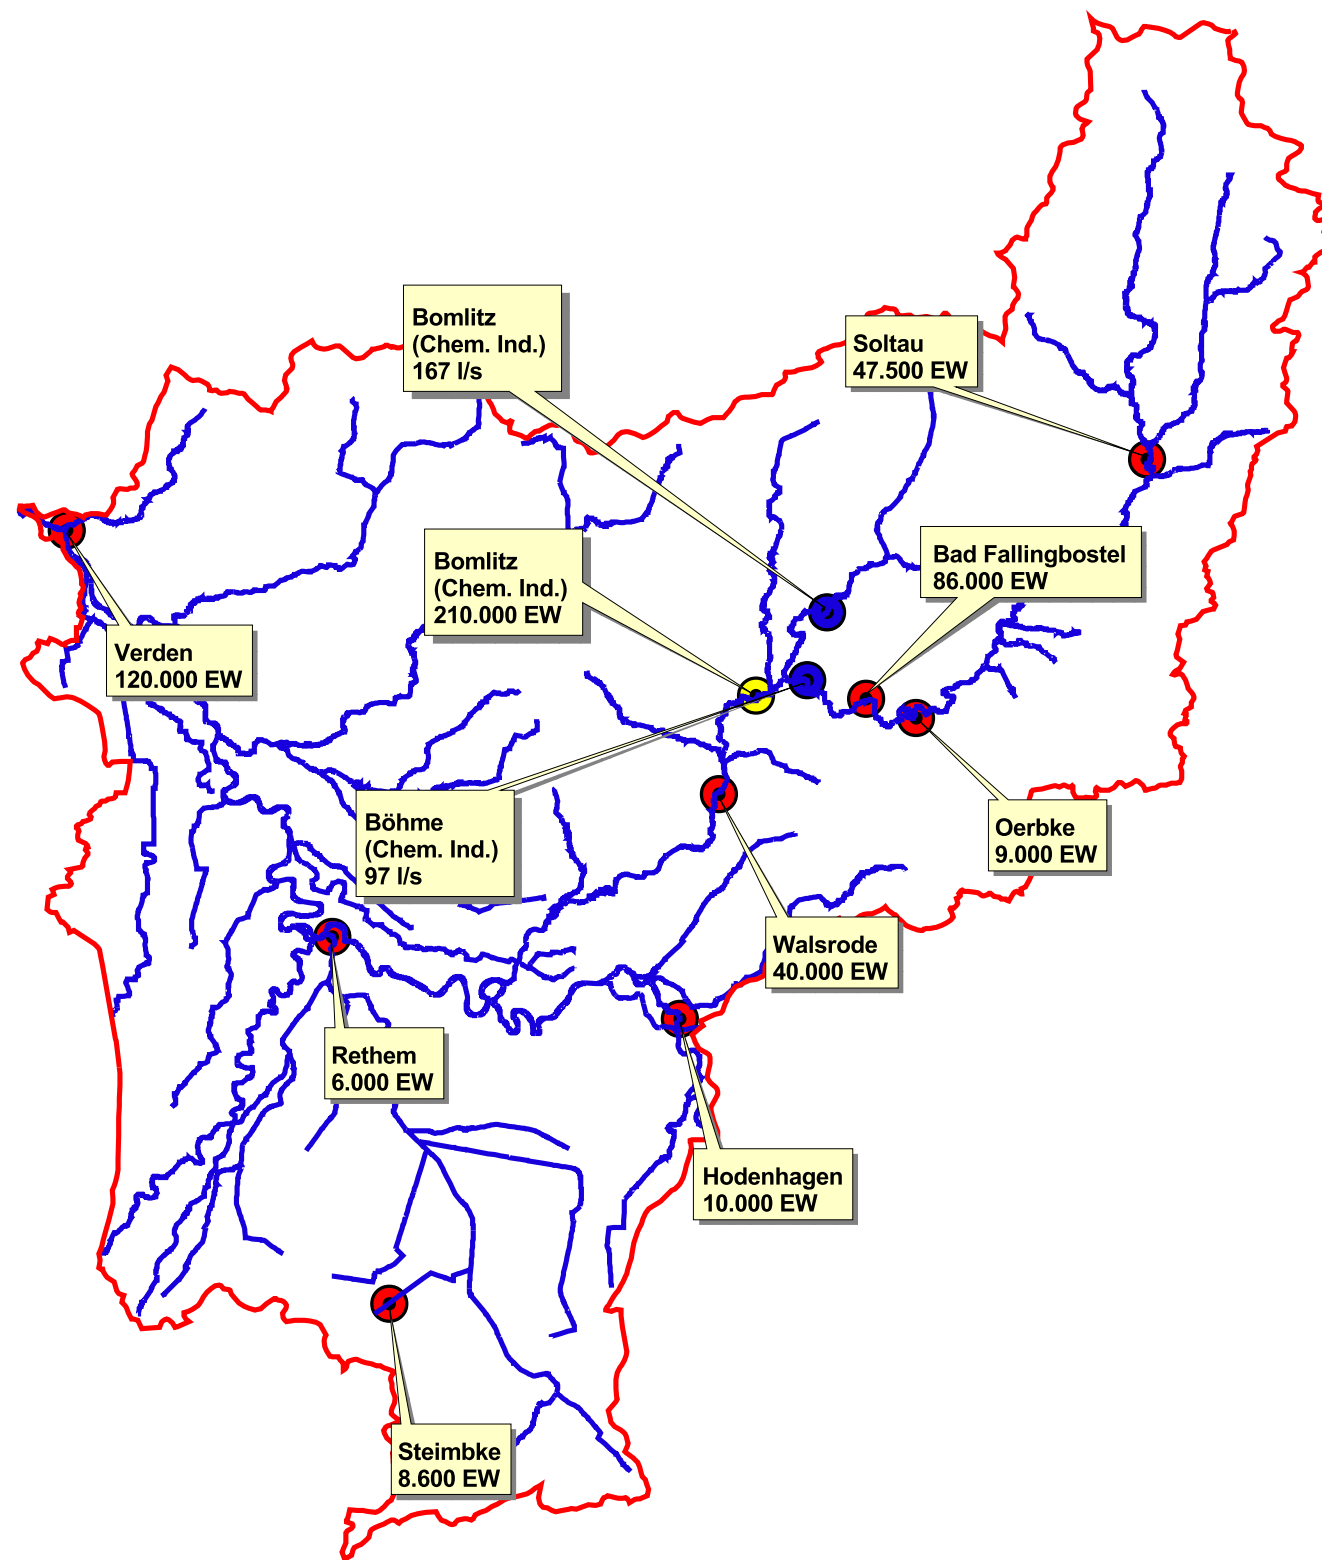 Bomlitz
(Chem. Ind.)
167 l/s
Soltau
47.500 EW
Bomlitz
(Chem. Ind.)
210.000 EW
Bad Fallingbostel
86.000 EW
Verden
120.000 EW
Böhme
(Chem. Ind.)
97 l/s
Oerbke
9.000 EW
Walsrode
40.000 EW
Rethem
6.000 EW
Hodenhagen
10.000 EW
Steimbke
8.600 EW